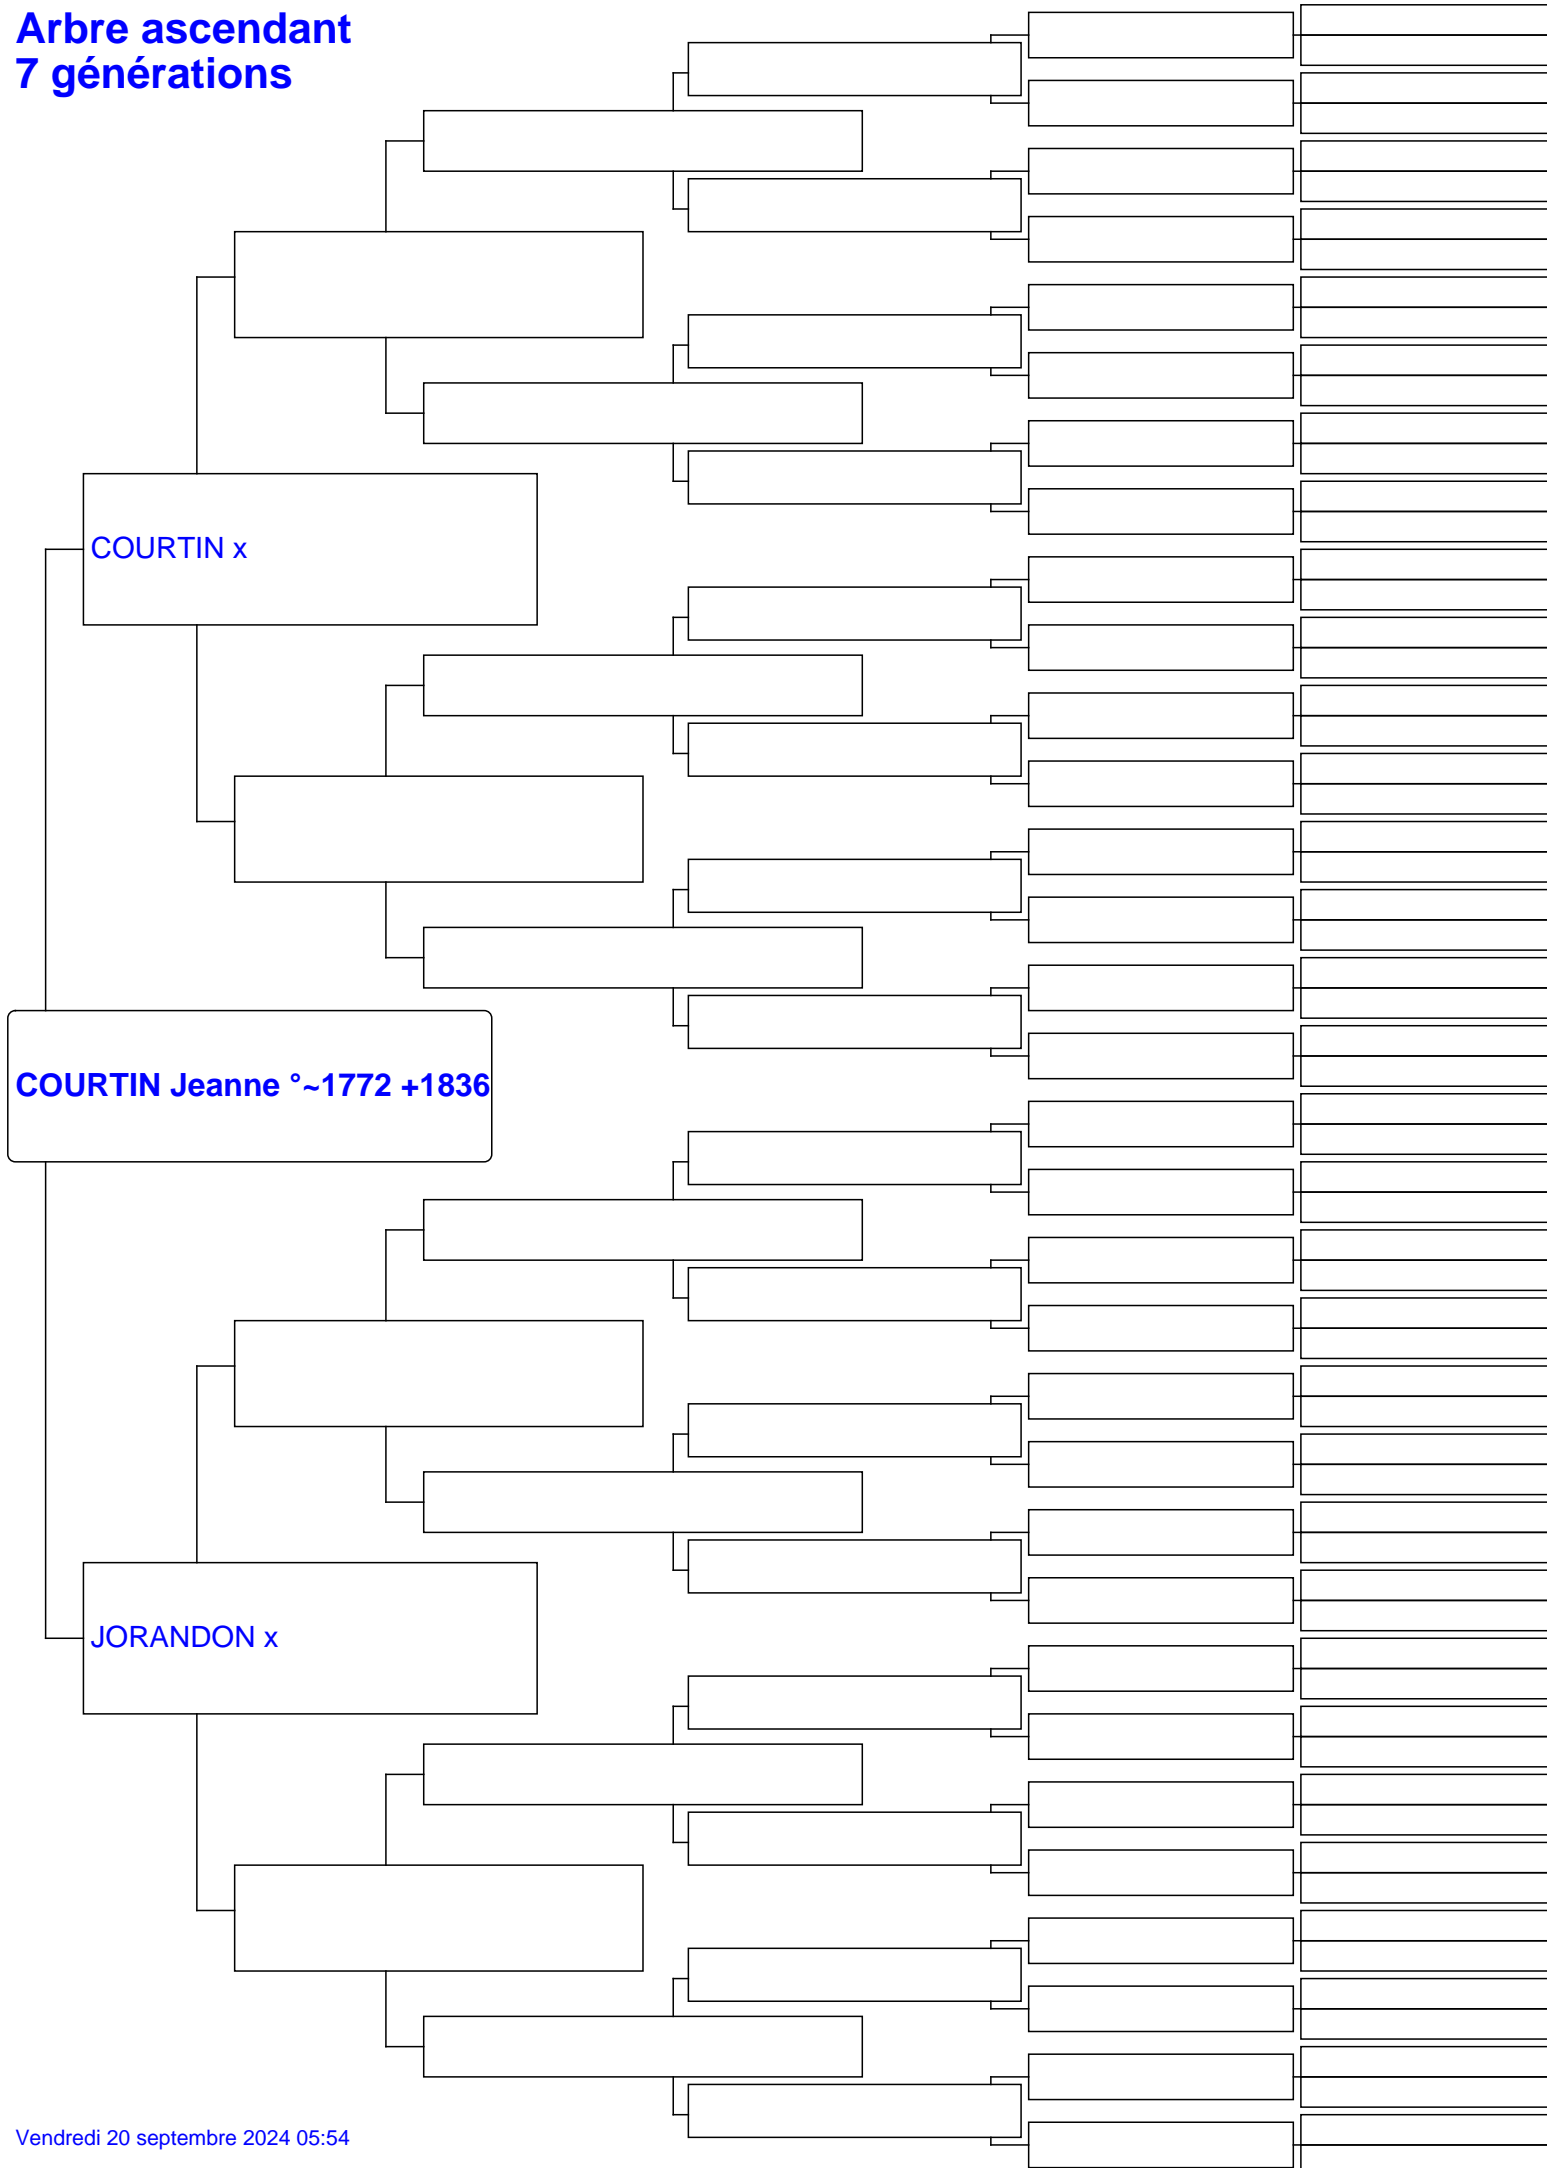 Arbre ascendant
7 générations
COURTIN x
COURTIN Jeanne °~1772 +1836
JORANDON x
Vendredi 20 septembre 2024 05:54